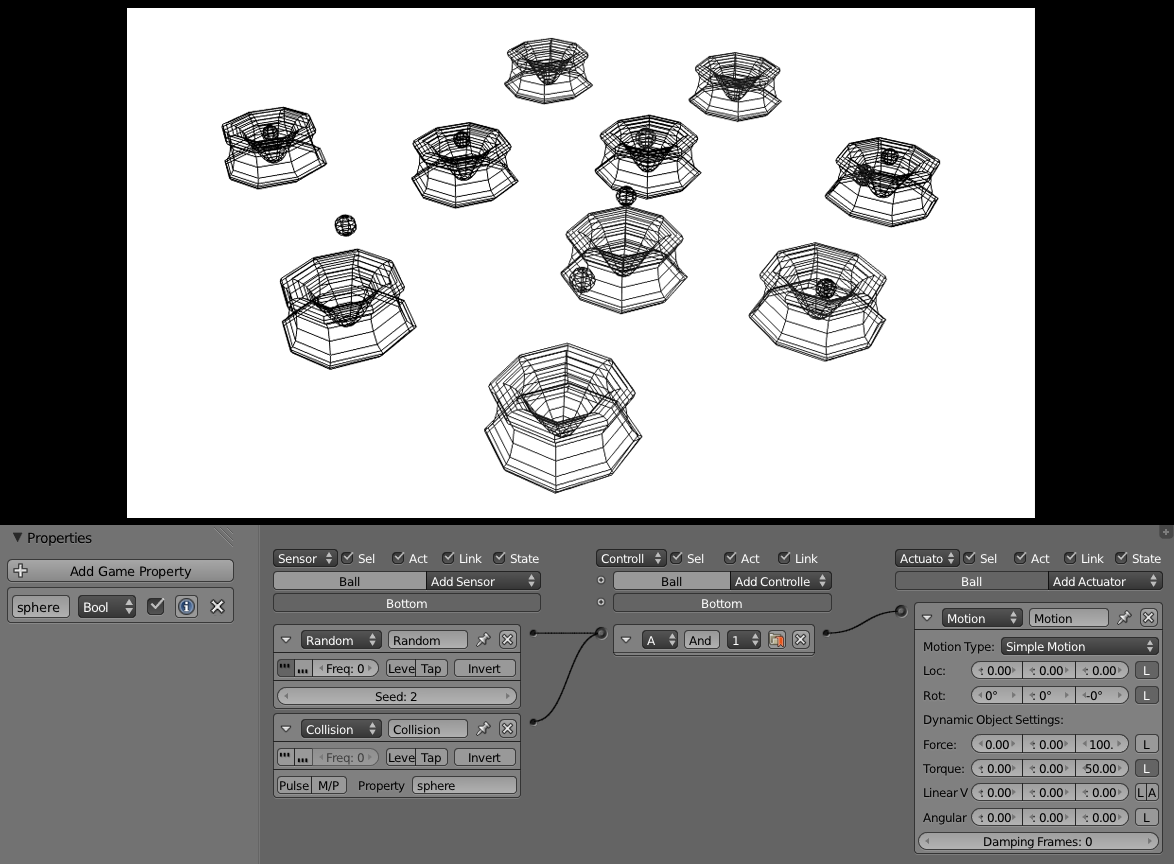 Properties
Add Game Property
sphere Bool
Sensor Sel Act Link State
Ball Add Sensor
Bottom
Random Random
Freq: 0 Leve Tap Invert
Seed: 2
Collision Collision
Freq: 0 Leve Tap Invert
Pulse M/P Property sphere
Controll Sel Act Link
Ball Add Controlle
Bottom
A And 1
Actuato Sel Act Link State
Ball Add Actuator
Motion Motion
Motion Type: Simple Motion
Loc: : 0.00 : 0.00 : 0.00 L
Rot: : 0° : 0° -0° L
Dynamic Object Settings:
Force: 0.00 : 0.00 100. L
Torque: : 0.00 : 0.00 50.00 L
Linear V : 0.00 : 0.00 : 0.00 L A
Angular : 0.00 : 0.00 : 0.00 L
Damping Frames: 0